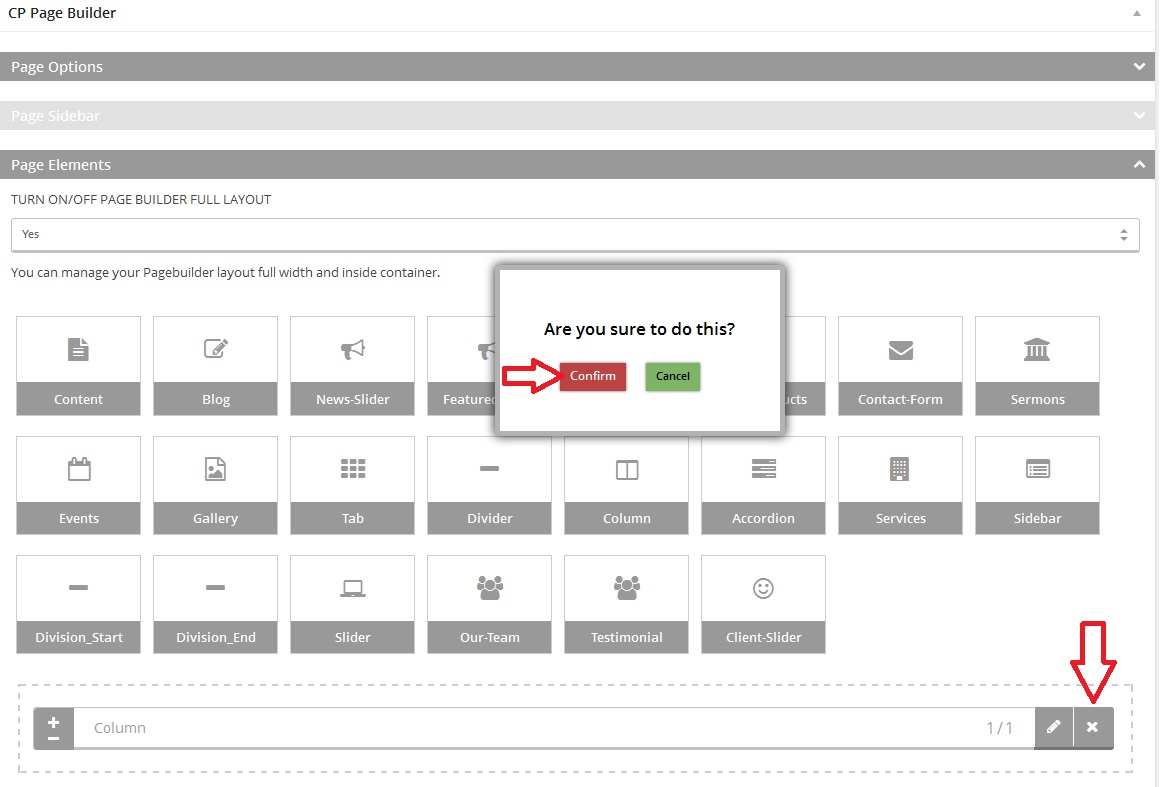 CP Page Builder
Page Options
Page Sidebar
Page Elements
TURN ON/OFF PAGE BUILDER FULL LAYOUT
Yes
You can manage your Pagebuilder layout full width and inside container.
Are you sure to do this?
Confirm Cancel
Content Blog News-Slider Contact-Form Sermons
Events Gallery Tab Divider Column Accordion Services Sidebar
Division_Start Division_End Slider Our-Team Testimonial Client-Slider
Column 1/1